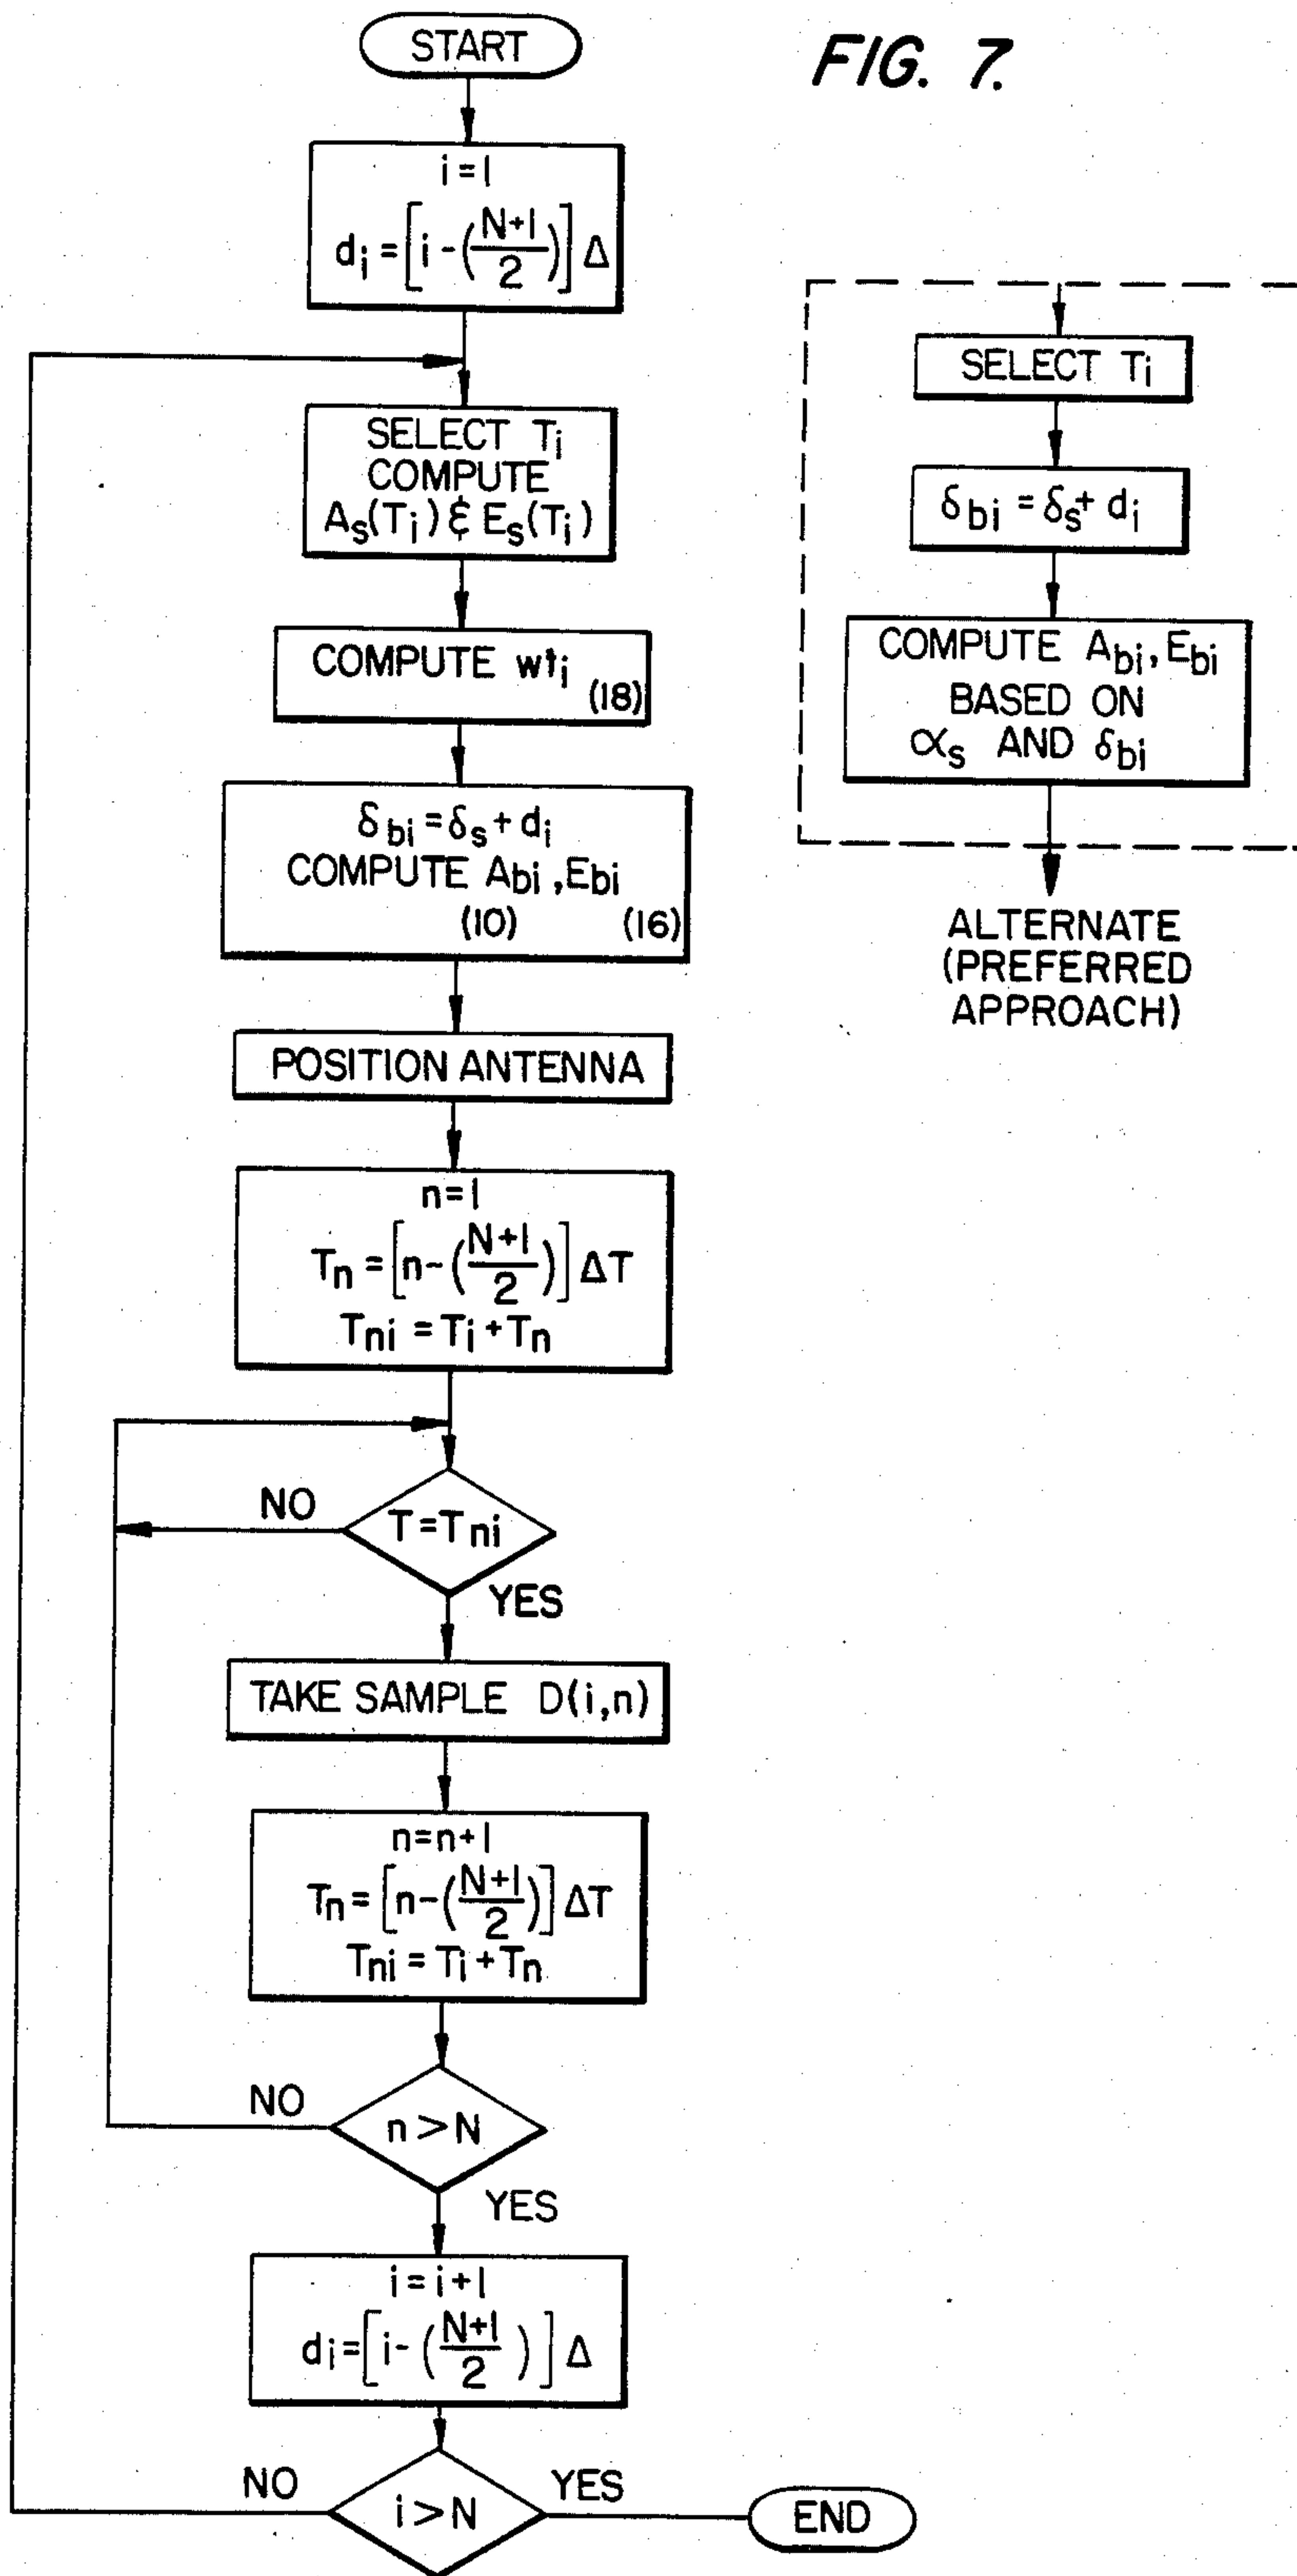 START
FIG. 7.
i = 1
d_i = [i - ((N+1)/2)] Δ
SELECT T_i
COMPUTE
A_s(T_i) & E_s(T_i)
COMPUTE wt_i
(18)
δ_bi = δ_s + d_i
COMPUTE A_bi, E_bi
(10) (16)
POSITION ANTENNA
n = 1
T_n = [n - ((N+1)/2)] ΔT
T_ni = T_i + T_n
T = T_ni
NO
YES
TAKE SAMPLE D(i,n)
n = n+1
T_n = [n - ((N+1)/2)] ΔT
T_ni = T_i + T_n
n > N
NO
YES
i = i+1
d_i = [i - ((N+1)/2)] Δ
i > N
NO
YES
END
SELECT T_i
δ_bi = δ_s + d_i
COMPUTE A_bi, E_bi
BASED ON
α_s AND δ_bi
ALTERNATE
(PREFERRED
APPROACH)